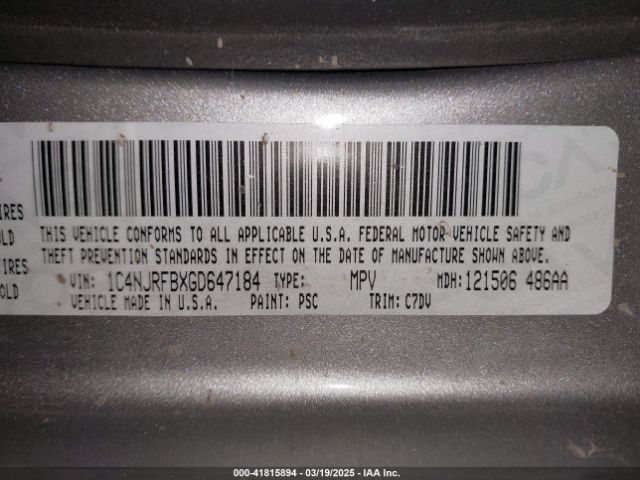 IRES
OLD
IRES
OLD
THIS VEHICLE CONFORMS TO ALL APPLICABLE U.S.A. FEDERAL MOTOR VEHICLE SAFETY AND
THEFT PREVENTION STANDARDS IN EFFECT ON THE DATE OF MANUFACTURE SHOWN ABOVE.
VIN: 1C4NJRFBXGD647184 TYPE: MPV MDH: 121506 486AA
VEHICLE MADE IN U.S.A. PAINT: PSC TRIM: C7DV
© 41815894 - 03/19/2025 - IAA Inc.